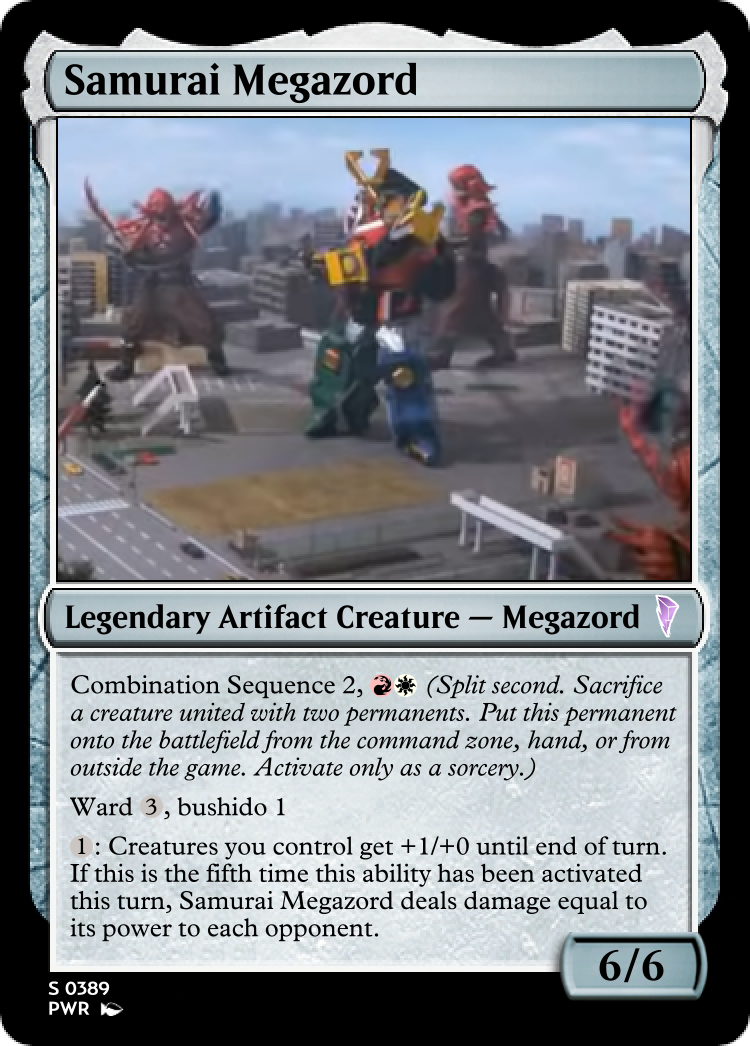 Samurai Megazord
Legendary Artifact Creature — Megazord
Combination Sequence 2, (Split second. Sacrifice
a creature united with two permanents. Put this permanent
onto the battlefield from the command zone, hand, or from
outside the game. Activate only as a sorcery.)
Ward 3, bushido 1
1: Creatures you control get +1/+0 until end of turn.
If this is the fifth time this ability has been activated
this turn, Samurai Megazord deals damage equal to
its power to each opponent.
6/6
S 0389
PWR